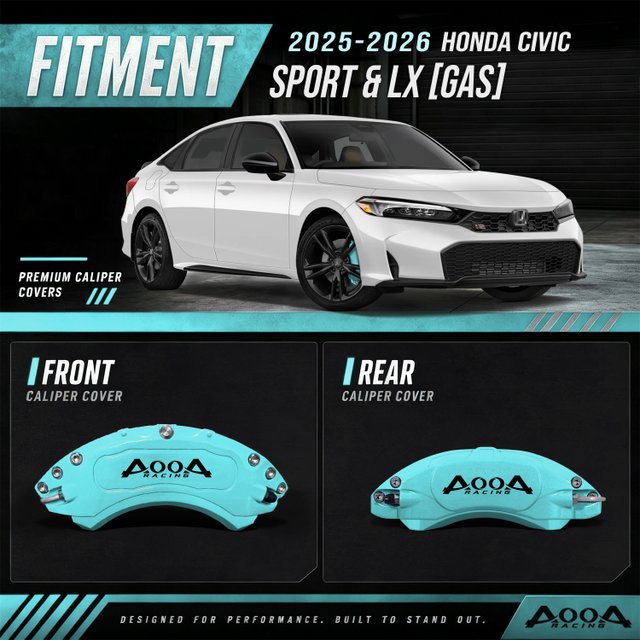 FITMENT
2025-2026 HONDA CIVIC
SPORT & LX [GAS]
PREMIUM CALIPER
COVERS
FRONT
CALIPER COVER
REAR
CALIPER COVER
AOOA
RACING
AOOA
RACING
DESIGNED FOR PERFORMANCE. BUILT TO STAND OUT.
AOOA
RACING